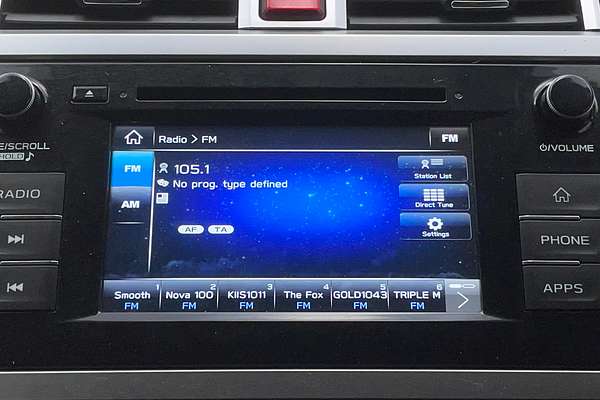 E/SCROLL
HOLD ♪
RADIO
Radio > FM
FM
FM
AM
105.1
No prog. type defined
AF TA
Station List
Direct Tune
Settings
Smooth 1 FM
Nova 100 2 FM
KIIS1011 3 FM
The Fox 4 FM
GOLD1043 5 FM
TRIPLE M 6 FM
⏻/VOLUME
PHONE
APPS